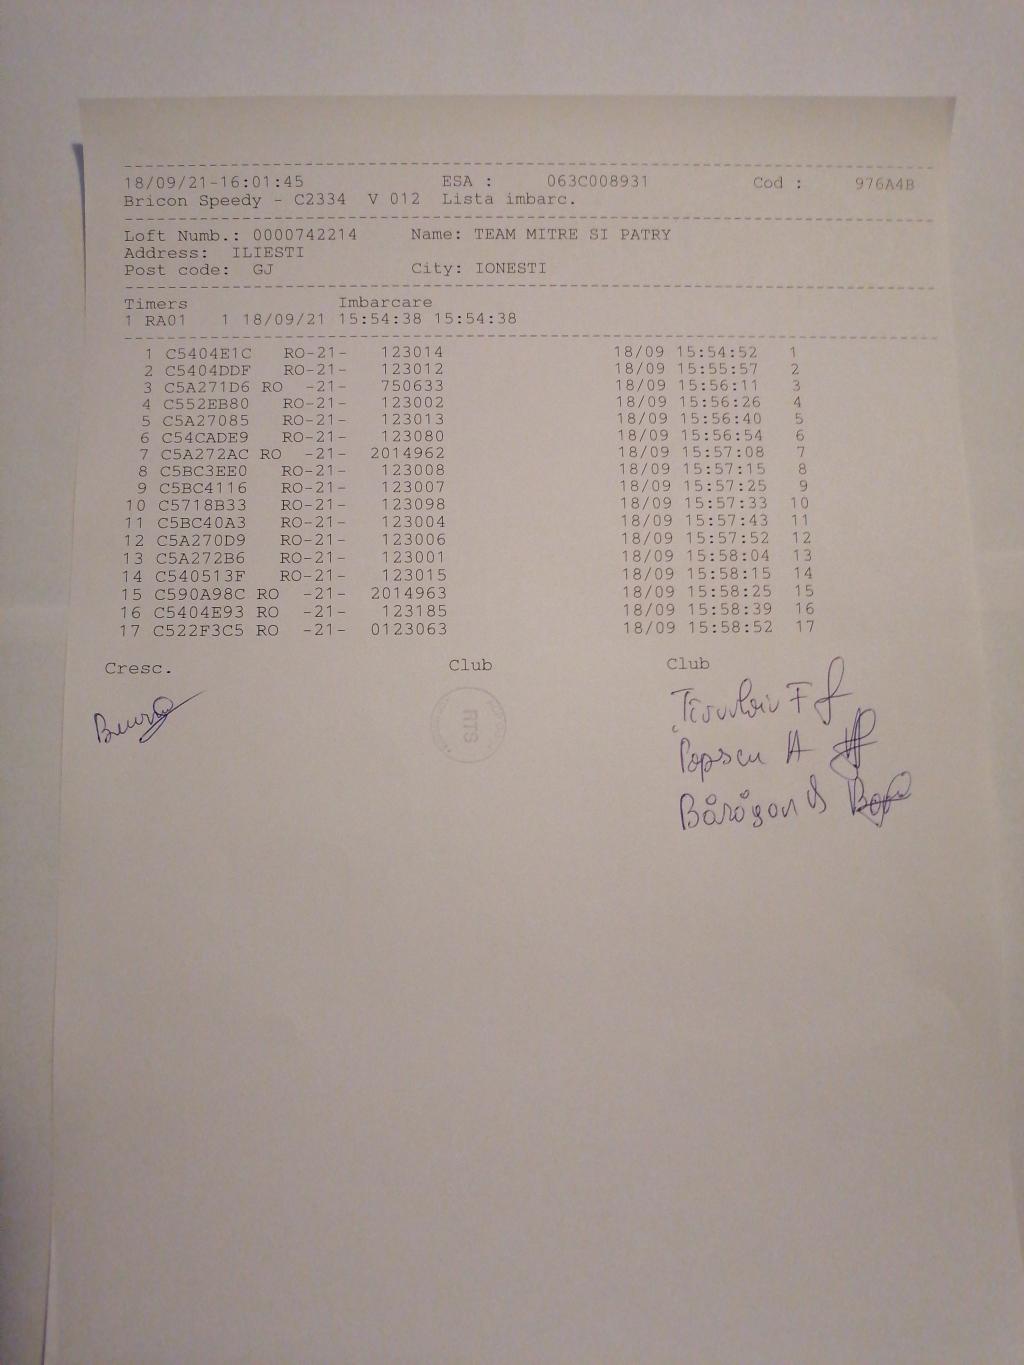 18/09/21-16:01:45 ESA : 063C008931 Cod : 976A4B
Bricon Speedy - C2334 V 012 Lista imbarc.
Loft Numb.: 0000742214 Name: TEAM MITRE SI PATRY
Address: ILIESTI
Post code: GJ City: IONESTI
Timers Imbarcare
1 RA01 1 18/09/21 15:54:38 15:54:38
1 C5404E1C RO-21- 123014 18/09 15:54:52 1
2 C5404DDF RO-21- 123012 18/09 15:55:57 2
3 C5A271D6 RO -21- 750633 18/09 15:56:11 3
4 C552EB80 RO-21- 123002 18/09 15:56:26 4
5 C5A27085 RO-21- 123013 18/09 15:56:40 5
6 C54CADE9 RO-21- 123080 18/09 15:56:54 6
7 C5A272AC RO -21- 2014962 18/09 15:57:08 7
8 C5BC3EE0 RO-21- 123008 18/09 15:57:15 8
9 C5BC4116 RO-21- 123007 18/09 15:57:25 9
10 C5718B33 RO-21- 123098 18/09 15:57:33 10
11 C5BC40A3 RO-21- 123004 18/09 15:57:43 11
12 C5A270D9 RO-21- 123006 18/09 15:57:52 12
13 C5A272B6 RO-21- 123001 18/09 15:58:04 13
14 C540513F RO-21- 123015 18/09 15:58:15 14
15 C590A98C RO -21- 2014963 18/09 15:58:25 15
16 C5404E93 RO -21- 123185 18/09 15:58:39 16
17 C522F3C5 RO -21- 0123063 18/09 15:58:52 17
Cresc. Club Club
Popscu A